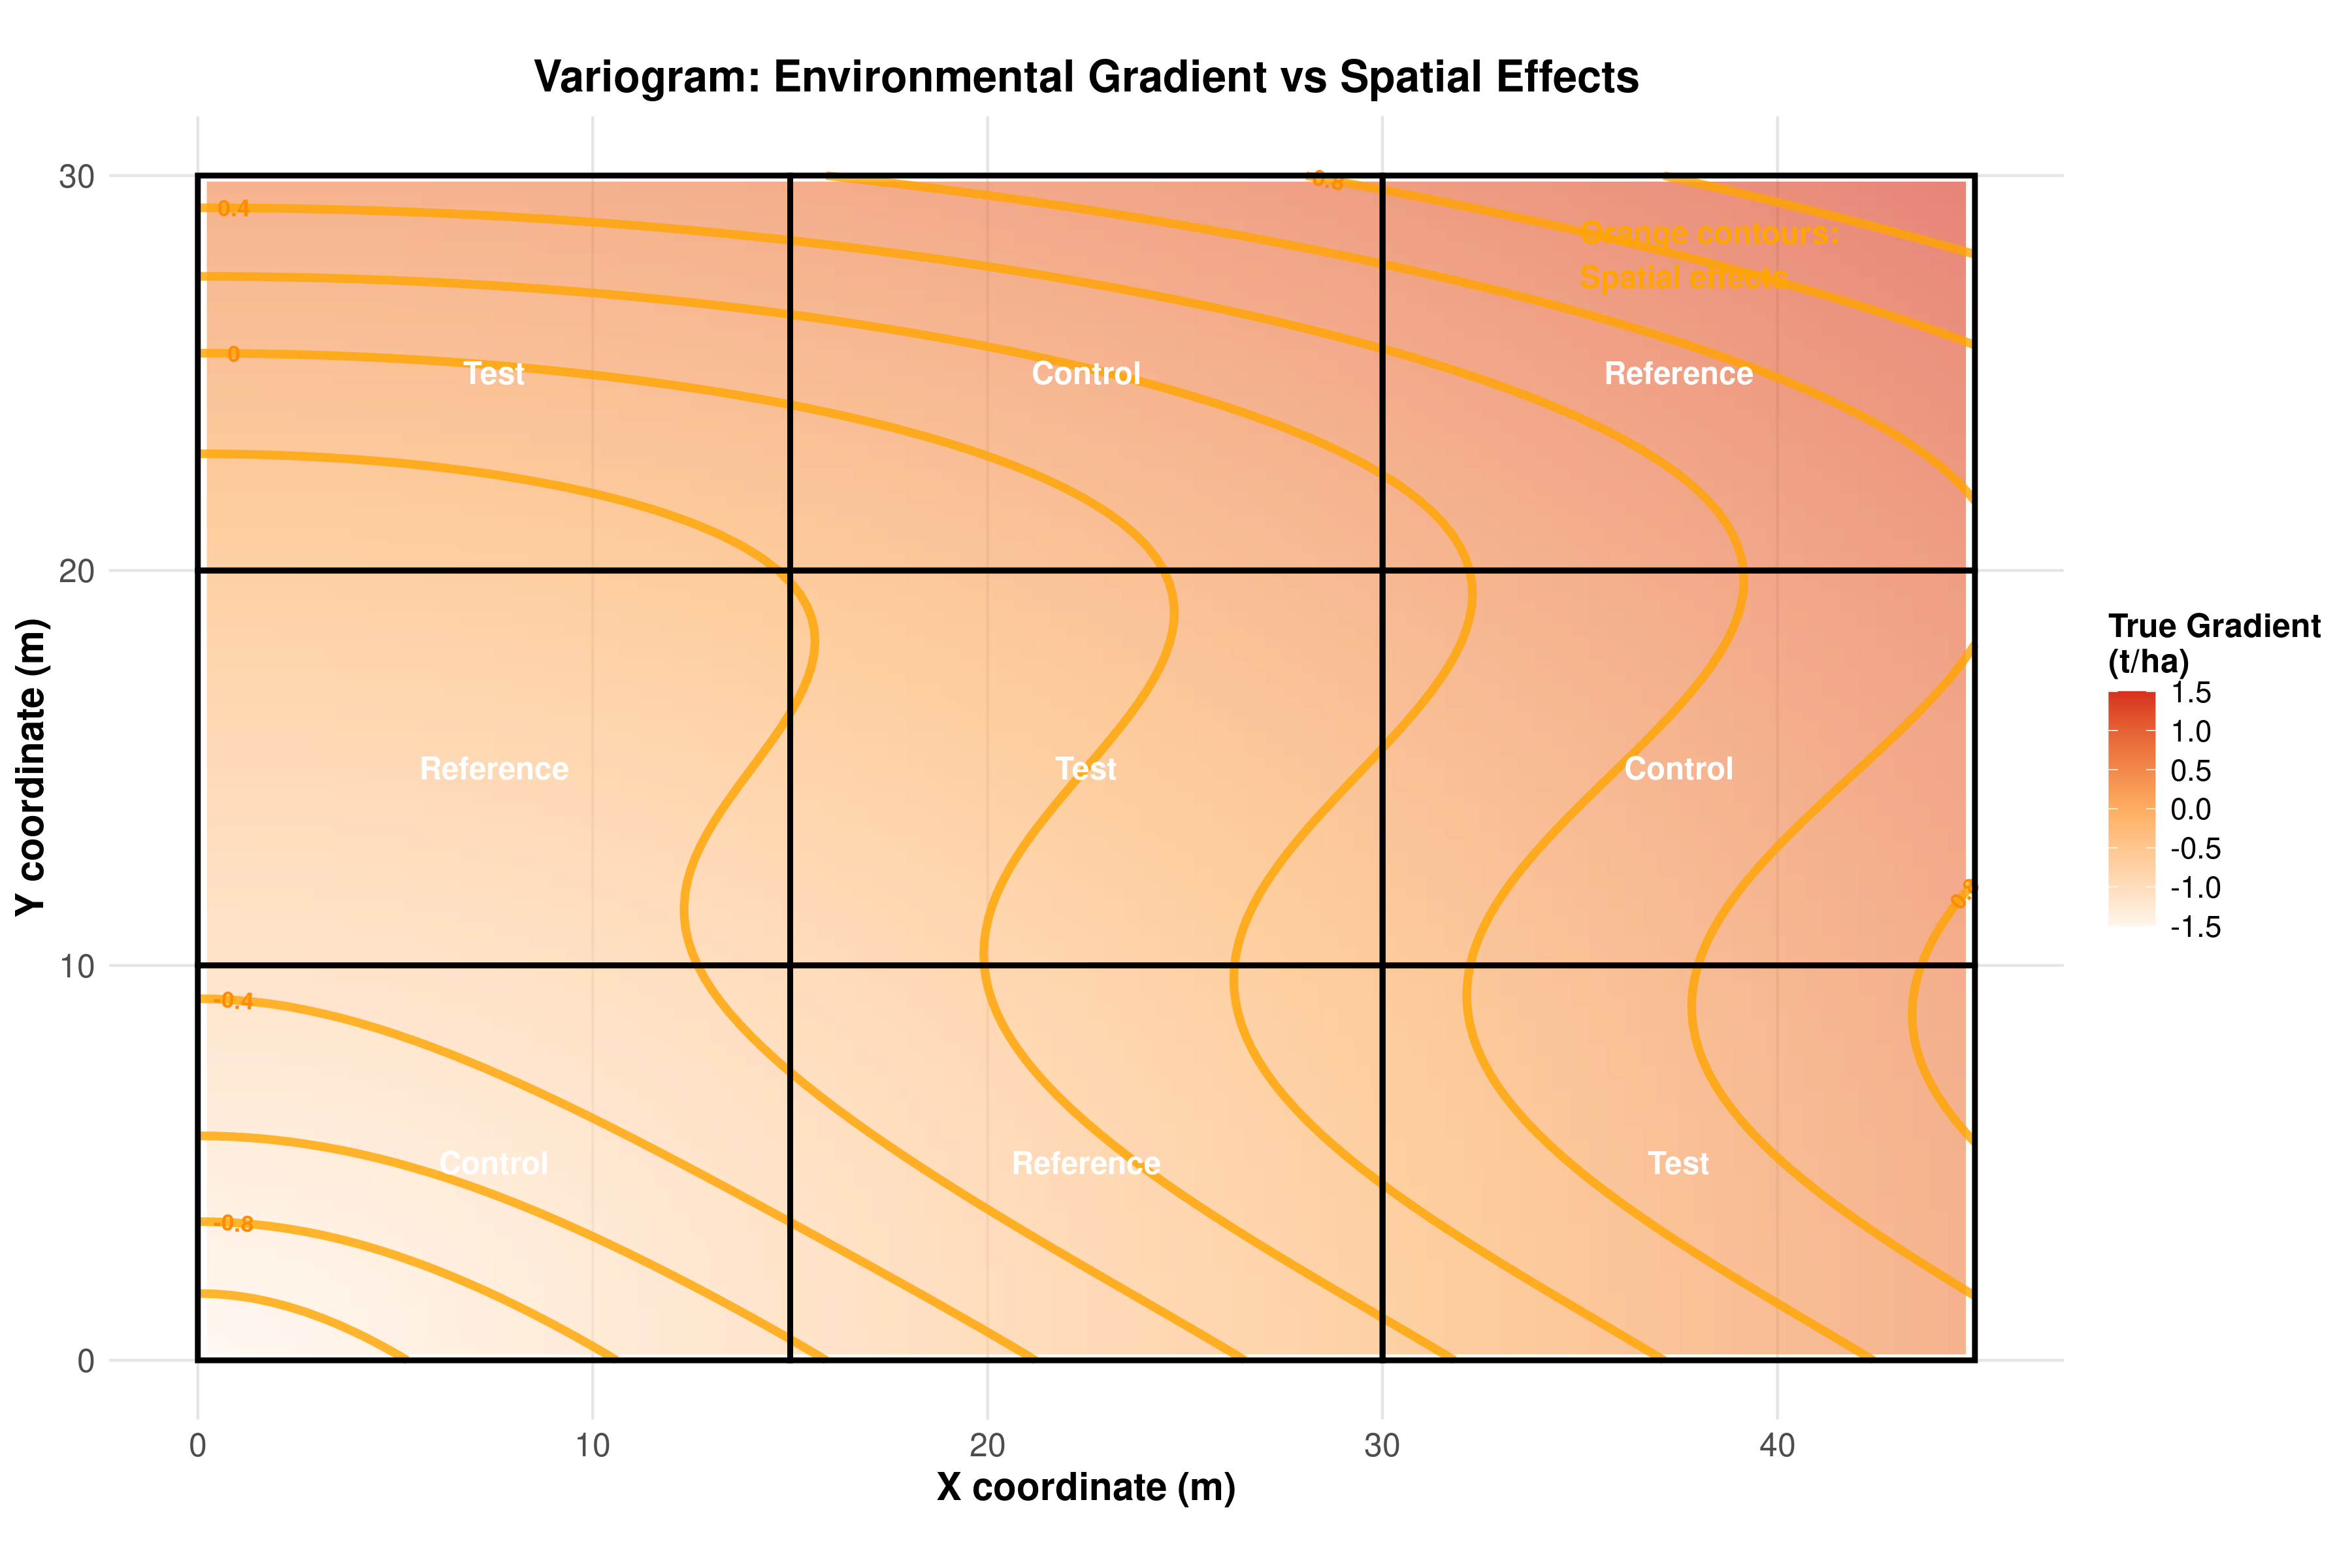 Variogram: Environmental Gradient vs Spatial Effects
30
20
10
0
Y coordinate (m)
0.4
0.8
Orange contours:
Spatial effects
0
Test
Control
Reference
Reference
Test
Control
-0.4
Control
Reference
Test
-0.8
0
10
20
30
40
X coordinate (m)
True Gradient
(t/ha)
1.5
1.0
0.5
0.0
-0.5
-1.0
-1.5